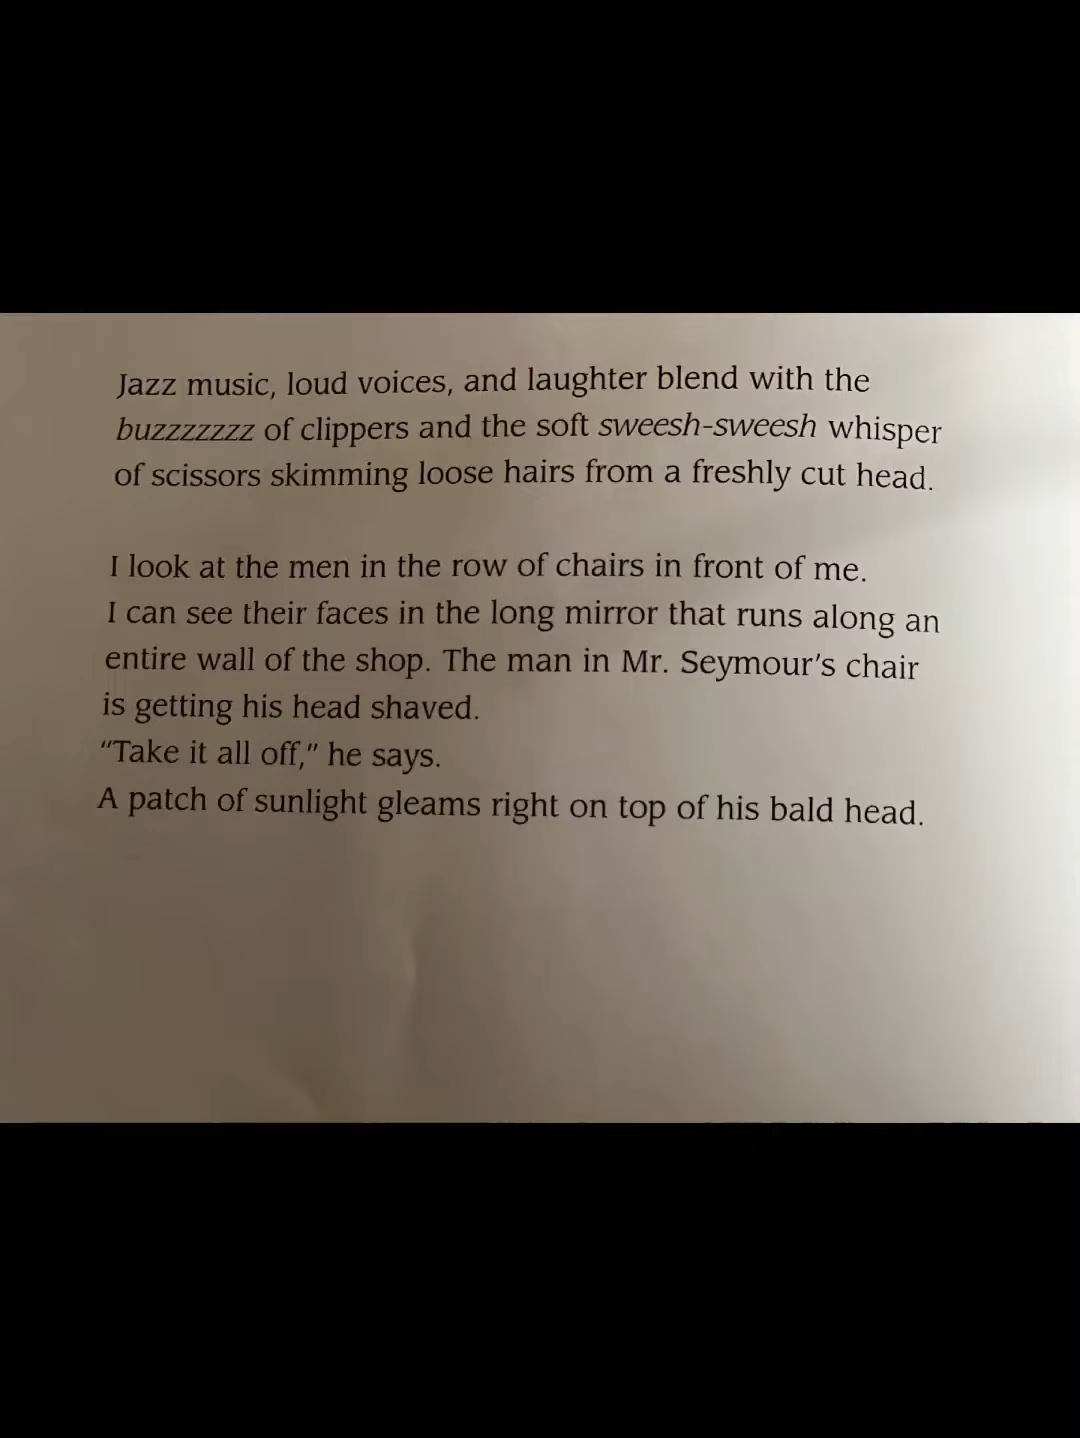 Jazz music, loud voices, and laughter blend with the
buzzzzzzz of clippers and the soft sweesh-sweesh whisper
of scissors skimming loose hairs from a freshly cut head.
I look at the men in the row of chairs in front of me.
I can see their faces in the long mirror that runs along an
entire wall of the shop. The man in Mr. Seymour's chair
is getting his head shaved.
“Take it all off,” he says.
A patch of sunlight gleams right on top of his bald head.